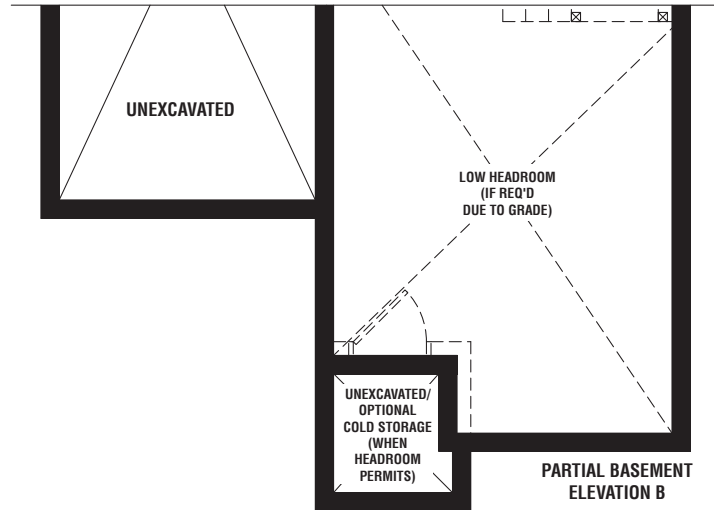 UNEXCAVATED
LOW HEADROOM
(IF REQ'D
DUE TO GRADE)
UNEXCAVATED/
OPTIONAL
COLD STORAGE
(WHEN
HEADROOM
PERMITS)
PARTIAL BASEMENT
ELEVATION B